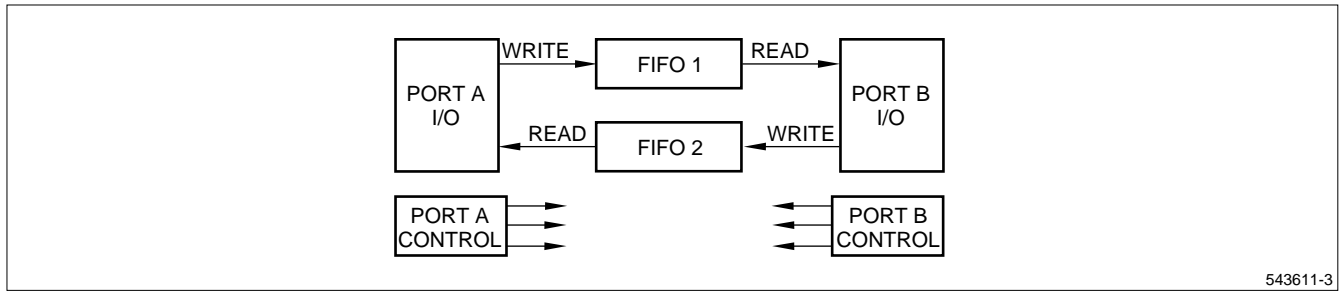 WRITE
FIFO 1
READ
PORT A
I/O
PORT B
I/O
READ
FIFO 2
WRITE
PORT A
CONTROL
PORT B
CONTROL
543611-3